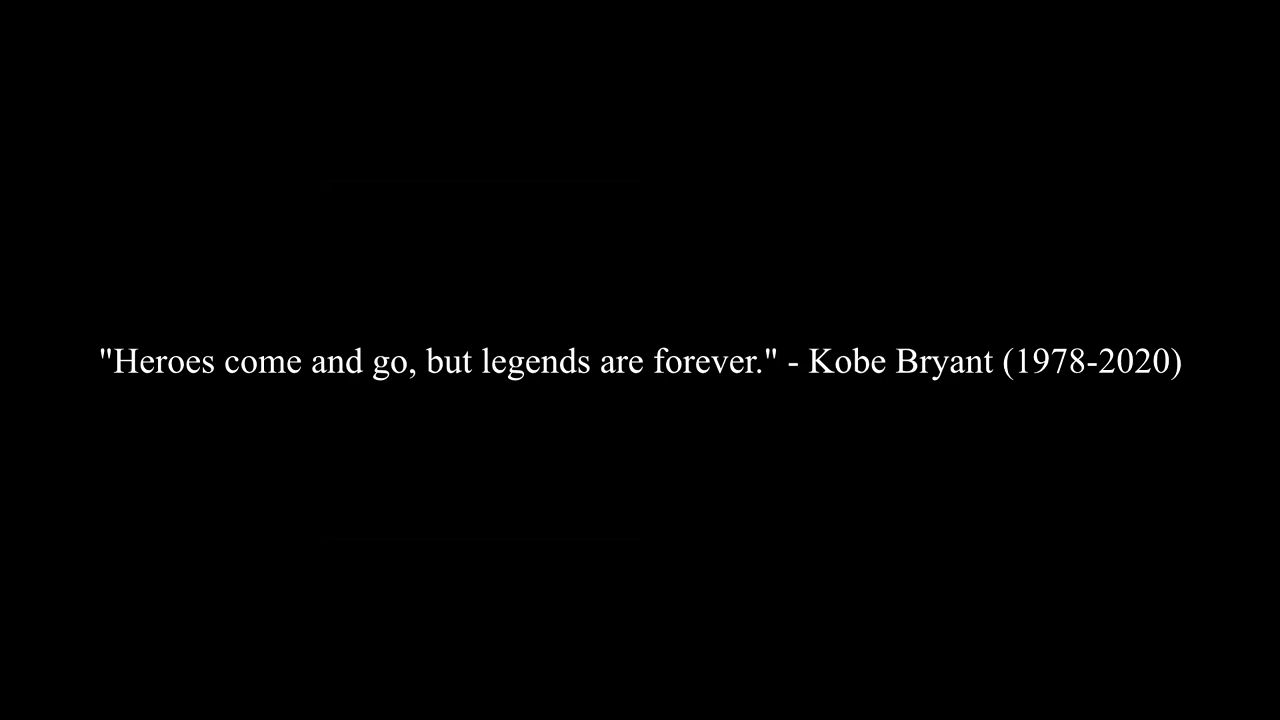 "Heroes come and go, but legends are forever." - Kobe Bryant (1978-2020)